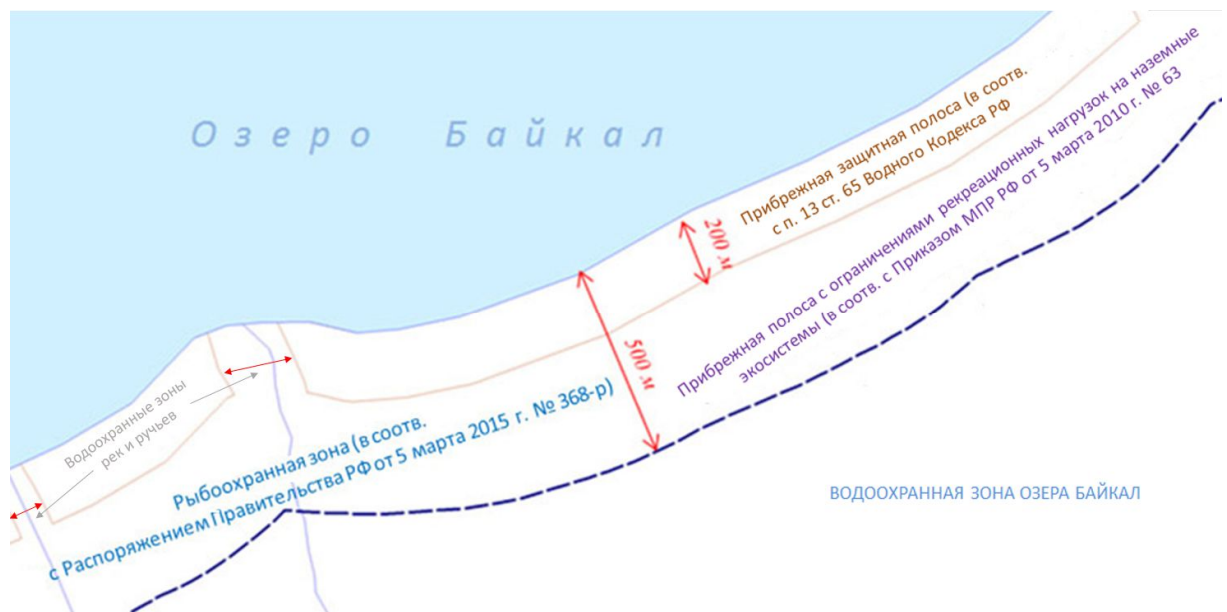 Озеро Байкал
Прибрежная защитная полоса (в соотв.
с п. 13 ст. 65 Водного Кодекса РФ
200 м
Прибрежная полоса с ограничениями рекреационных нагрузок на наземные
экосистемы (в соотв. с Приказом МПР РФ от 5 марта 2010 г. № 63
500 м
Водоохранные зоны
рек и ручьев
Рыбоохранная зона (в соотв.
с Распоряжением Правительства РФ от 5 марта 2015 г. № 368-р)
ВОДООХРАННАЯ ЗОНА ОЗЕРА БАЙКАЛ